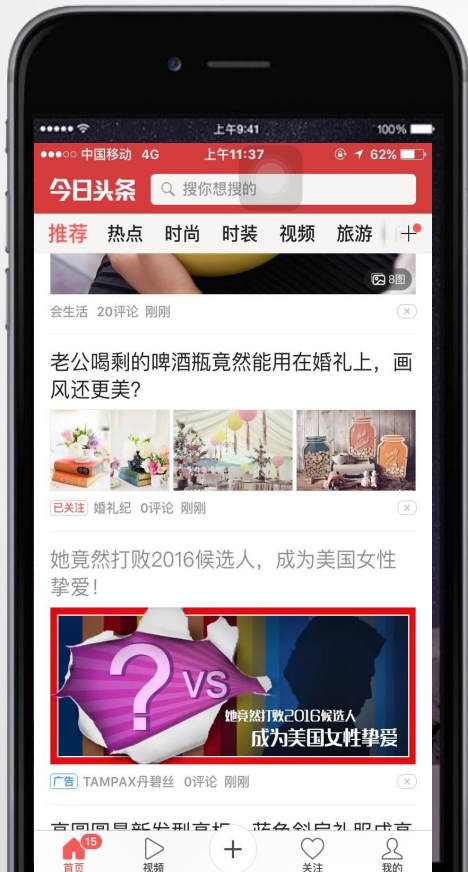 上午9:41 100%
中国移动 4G 上午11:37 62%
今日头条 搜你想搜的
推荐 热点 时尚 时装 视频 旅游
8图
会生活 20评论 刚刚
老公喝剩的啤酒瓶竟然能用在婚礼上，画
风还更美?
已关注 婚礼纪 0评论 刚刚
她竟然打败2016候选人，成为美国女性
挚爱！
? VS
她竟然打败2016候选人
成为美国女性挚爱
广告 TAMPAX丹碧丝 0评论 刚刚
15
首页 视频 关注 我的